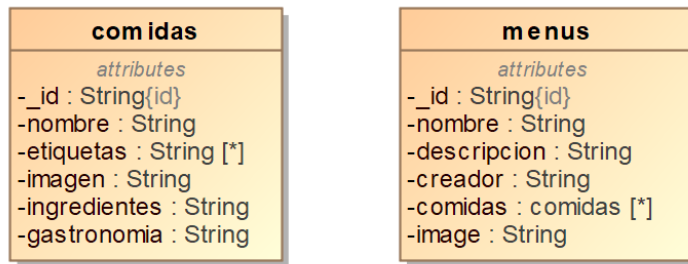 comidas
attributes
-_id : String{id}
-nombre : String
-etiquetas : String [*]
-imagen : String
-ingredientes : String
-gastronomia : String
menus
attributes
-_id : String{id}
-nombre : String
-descripcion : String
-creador : String
-comidas : comidas [*]
-image : String